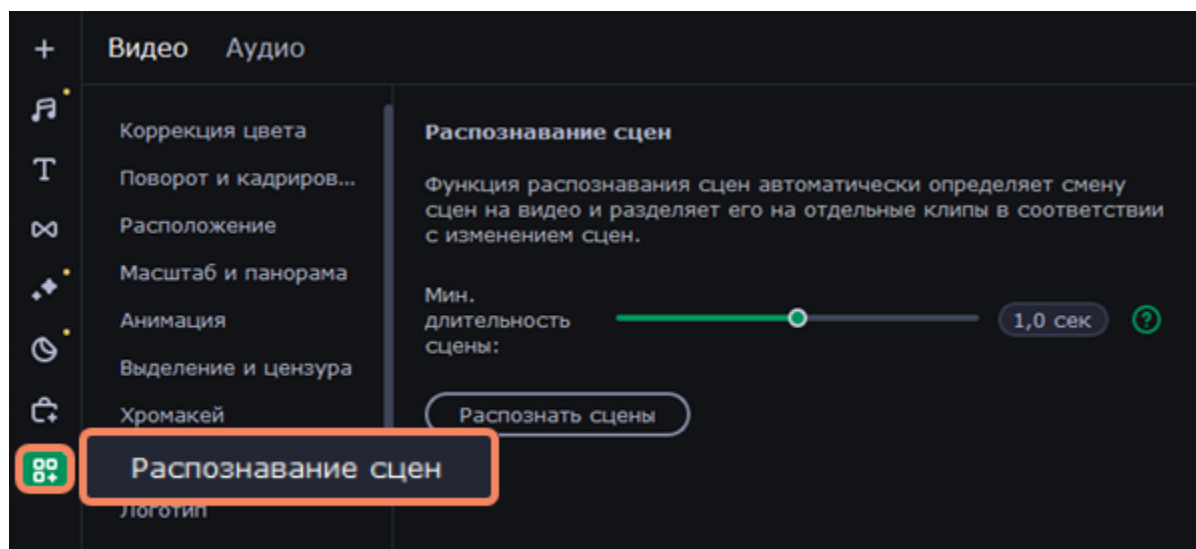 Видео Аудио
Коррекция цвета
Поворот и кадриров...
Расположение
Масштаб и панорама
Анимация
Выделение и цензура
Хромакей
Распознавание сцен
Логотип
Распознавание сцен
Функция распознавания сцен автоматически определяет смену
сцен на видео и разделяет его на отдельные клипы в соответствии
с изменением сцен.
Мин.
длительность
сцены:
1,0 сек ?
Распознать сцены